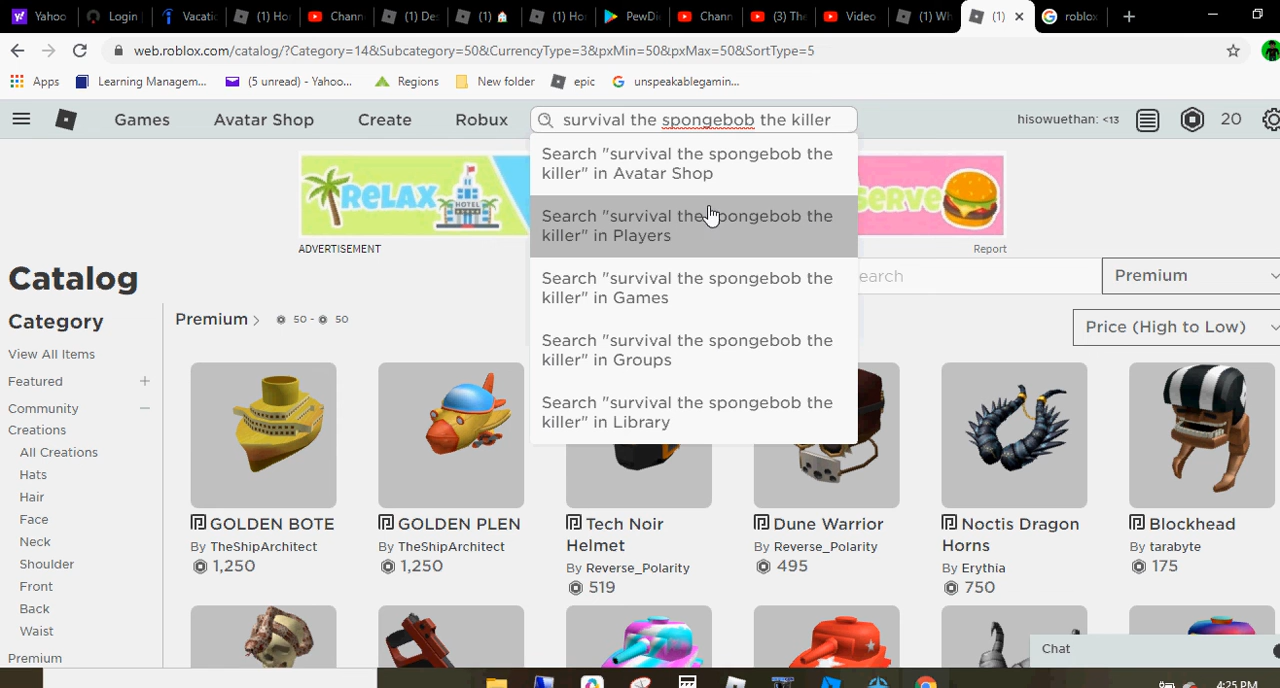 Yahoo
Login
Vacati
(1) Ho
Chann
(1) De
(1)
(1) Ho
PewDi
Chann
(3) The
Video
(1) Wh
(1)
roblox
web.roblox.com/catalog/?Category=14&Subcategory=50&CurrencyType=3&pxMin=50&pxMax=50&SortType=5
Apps
Learning Managem...
(5 unread) - Yahoo...
Regions
New folder
epic
unspeakablegamin...
Games
Avatar Shop
Create
Robux
survival the spongebob the killer
hisowuethan: <13
20
Search "survival the spongebob the
killer" in Avatar Shop
Search "survival the spongebob the
killer" in Players
Search "survival the spongebob the
killer" in Games
Search "survival the spongebob the
killer" in Groups
Search "survival the spongebob the
killer" in Library
RELAX
HOTEL
SERVE
ADVERTISEMENT
Report
Catalog
earch
Premium
Category
Premium
50 - 50
Price (High to Low)
View All Items
Featured +
Community –
Creations
All Creations
Hats
Hair
Face
Neck
Shoulder
Front
Back
Waist
Premium
GOLDEN BOTE
By TheShipArchitect
1,250
GOLDEN PLEN
By TheShipArchitect
1,250
Tech Noir
Helmet
By Reverse_Polarity
519
Dune Warrior
By Reverse_Polarity
495
Noctis Dragon
Horns
By Erythia
750
Blockhead
By tarabyte
175
Chat
4:25 PM